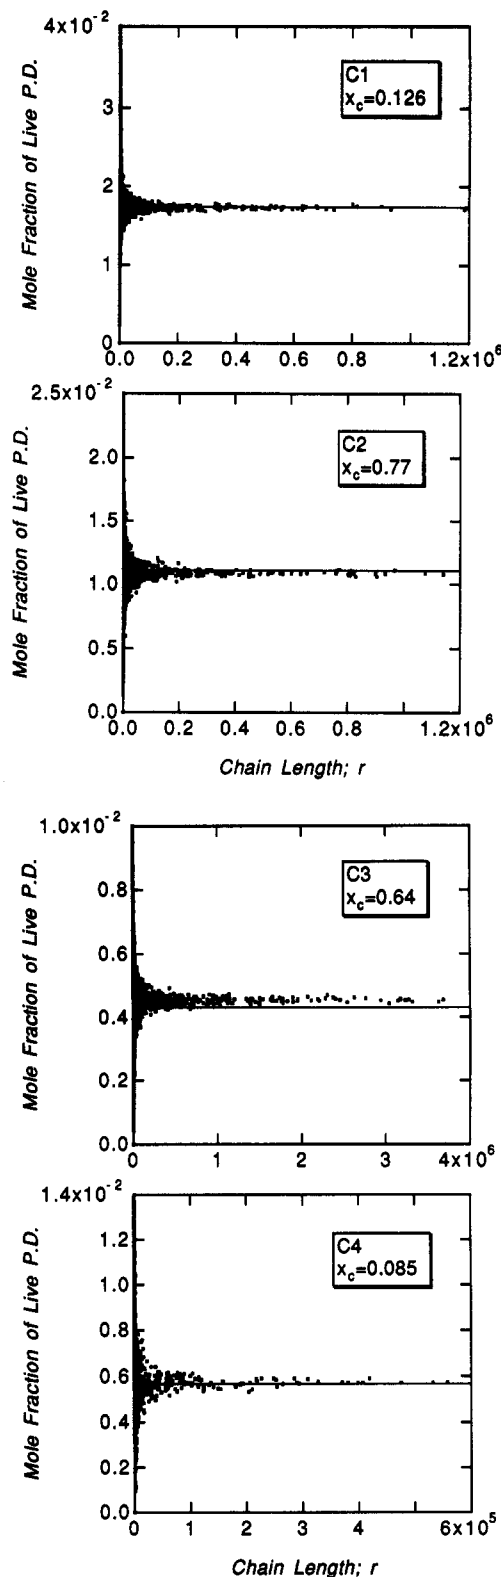 4x10⁻²
Mole Fraction of Live P.D.
3
2
1
0
C1
x_c=0.126
0.0 0.2 0.4 0.6 0.8 1.2x10⁶
2.5x10⁻²
Mole Fraction of Live P.D.
2.0
1.5
1.0
0.5
0.0
C2
x_c=0.77
0.0 0.2 0.4 0.6 0.8 1.2x10⁶
Chain Length; r
1.0x10⁻²
Mole Fraction of Live P.D.
0.8
0.6
0.4
0.2
0.0
C3
x_c=0.64
0 1 2 3 4x10⁶
1.4x10⁻²
Mole Fraction of Live P.D.
1.2
1.0
0.8
0.6
0.4
0.2
0.0
C4
x_c=0.085
0 1 2 3 4 6x10⁵
Chain Length; r